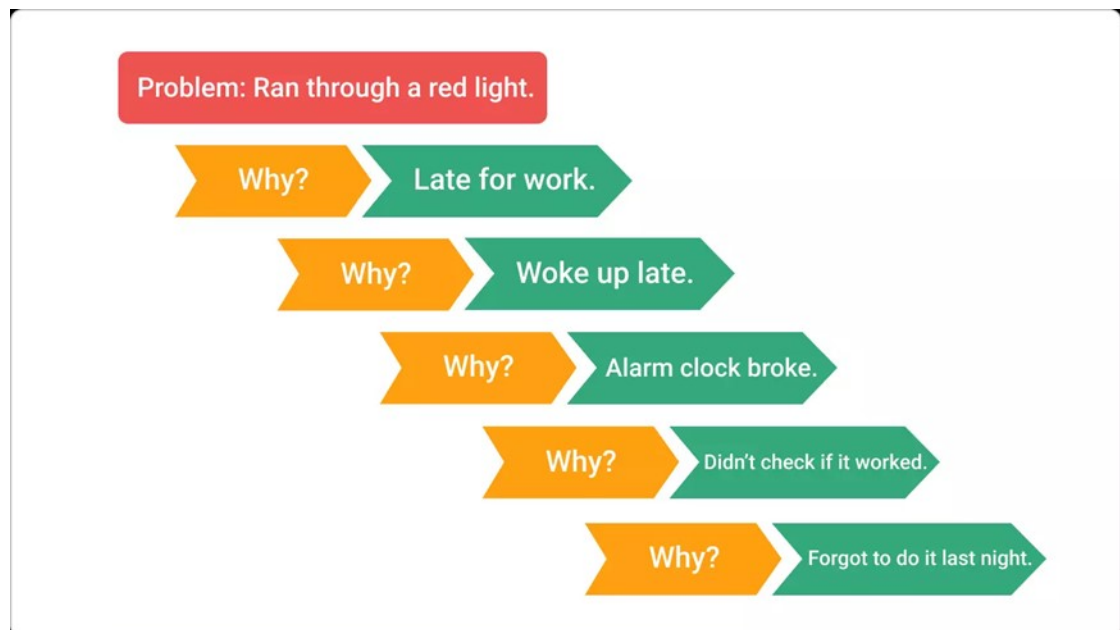 Problem: Ran through a red light.
Why? Late for work.
Why? Woke up late.
Why? Alarm clock broke.
Why? Didn't check if it worked.
Why? Forgot to do it last night.